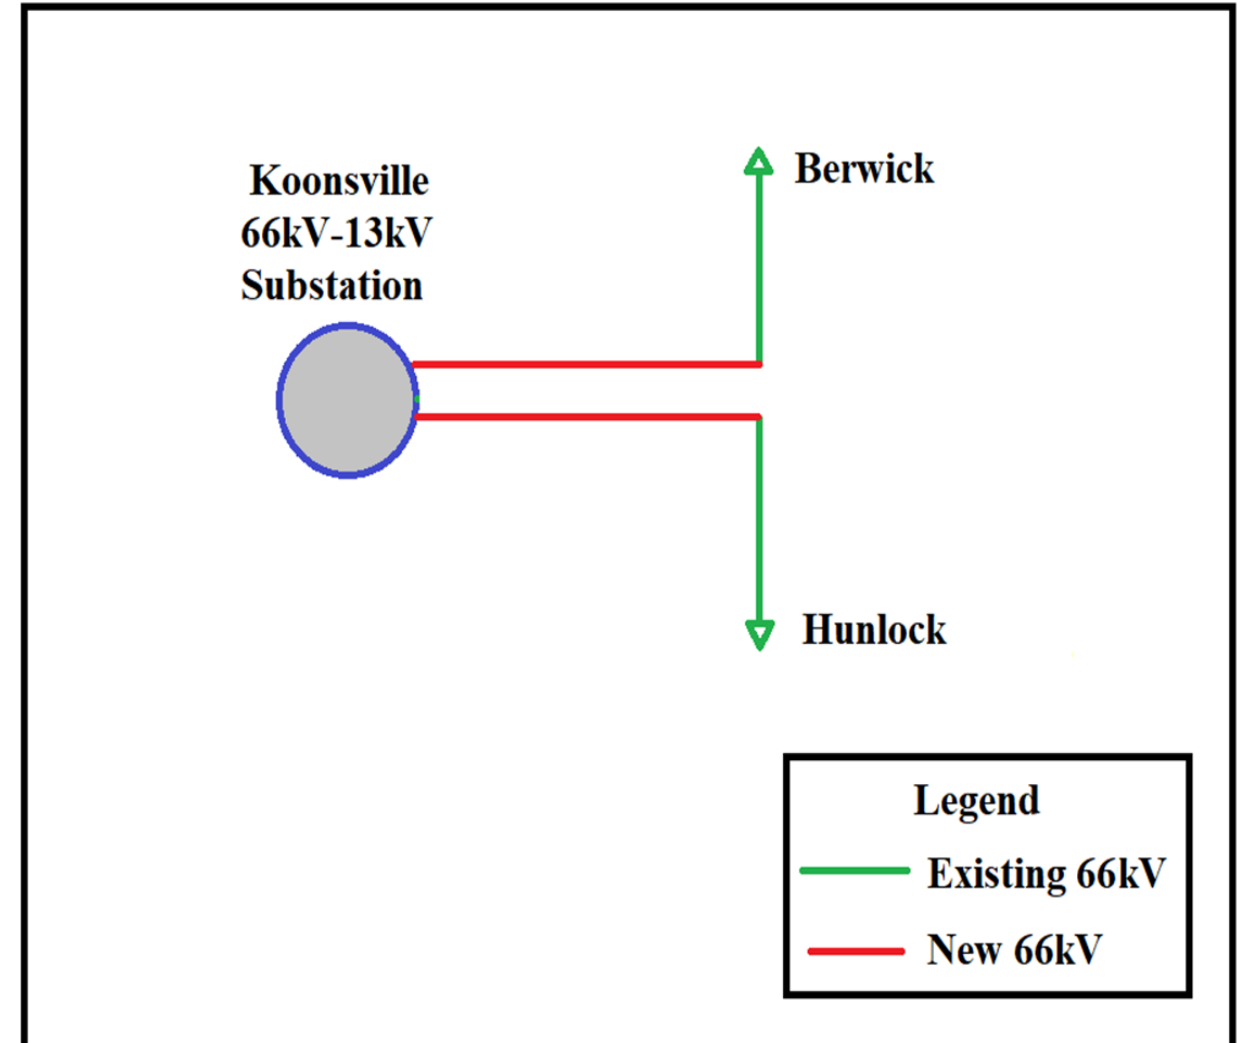 Koonsville
66kV-13kV
Substation
Berwick
Hunlock
Legend
Existing 66kV
New 66kV